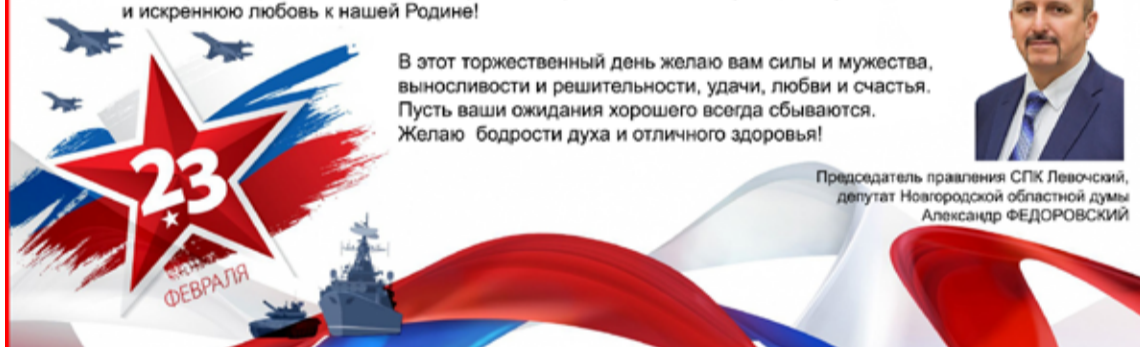 и искреннюю любовь к нашей Родине!
В этот торжественный день желаю вам силы и мужества,
выносливости и решительности, удачи, любви и счастья.
Пусть ваши ожидания хорошего всегда сбываются.
Желаю бодрости духа и отличного здоровья!
23
ФЕВРАЛЯ
Председатель правления СПК Левочский,
депутат Новгородской областной думы
Александр ФЕДОРОВСКИЙ